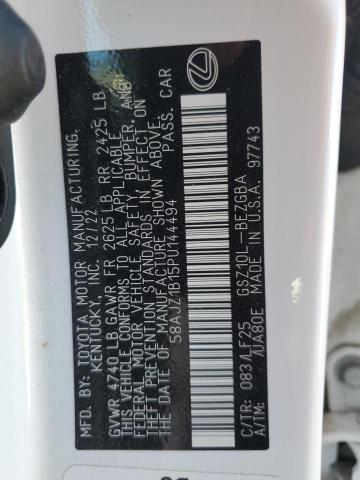 MFD. BY: TOYOTA MOTOR MANUFACTURING,
KENTUCKY, INC. 12/22
GVWR 4740 LB GAWR FR 2625 LB RR 2425 LB
THIS VEHICLE CONFORMS TO ALL APPLICABLE
FEDERAL MOTOR VEHICLE SAFETY, BUMPER, AND
THEFT PREVENTION STANDARDS IN EFFECT ON
THE DATE OF MANUFACTURE SHOWN ABOVE.
58AJZ1B15PU144494 PASS. CAR
C/TR: 083/LF25 GSZ10L-BEZGBA
A/TM: /UA80E MADE IN U.S.A. 97743